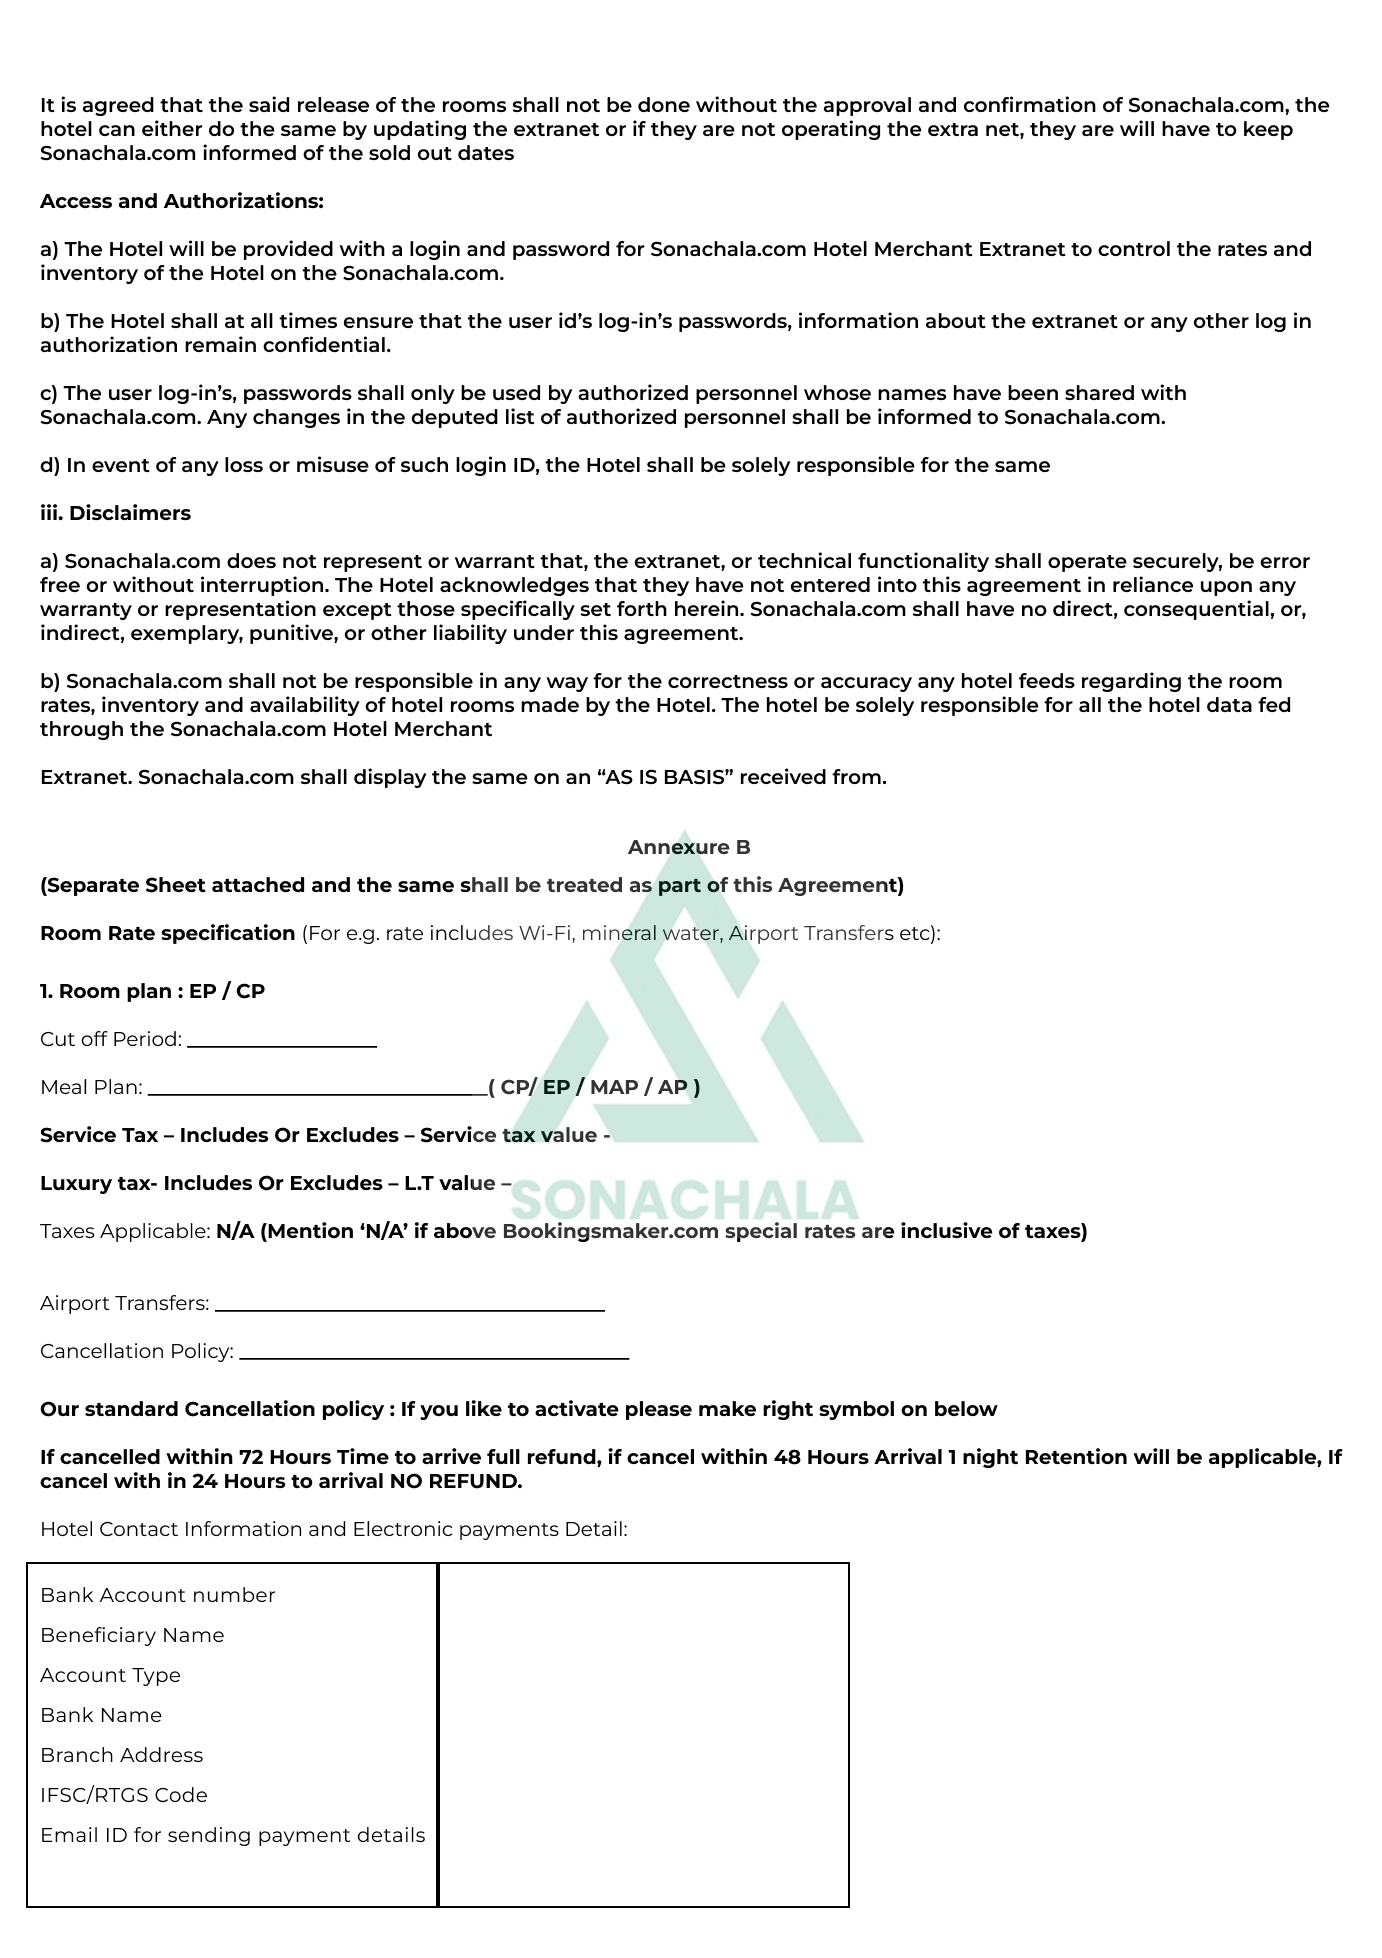 It is agreed that the said release of the rooms shall not be done without the approval and confirmation of Sonachala.com, the
hotel can either do the same by updating the extranet or if they are not operating the extra net, they are will have to keep
Sonachala.com informed of the sold out dates
Access and Authorizations:
a) The Hotel will be provided with a login and password for Sonachala.com Hotel Merchant Extranet to control the rates and
inventory of the Hotel on the Sonachala.com.
b) The Hotel shall at all times ensure that the user id’s log-in’s passwords, information about the extranet or any other log in
authorization remain confidential.
c) The user log-in’s, passwords shall only be used by authorized personnel whose names have been shared with
Sonachala.com. Any changes in the deputed list of authorized personnel shall be informed to Sonachala.com.
d) In event of any loss or misuse of such login ID, the Hotel shall be solely responsible for the same
iii. Disclaimers
a) Sonachala.com does not represent or warrant that, the extranet, or technical functionality shall operate securely, be error
free or without interruption. The Hotel acknowledges that they have not entered into this agreement in reliance upon any
warranty or representation except those specifically set forth herein. Sonachala.com shall have no direct, consequential, or,
indirect, exemplary, punitive, or other liability under this agreement.
b) Sonachala.com shall not be responsible in any way for the correctness or accuracy any hotel feeds regarding the room
rates, inventory and availability of hotel rooms made by the Hotel. The hotel be solely responsible for all the hotel data fed
through the Sonachala.com Hotel Merchant
Extranet. Sonachala.com shall display the same on an “AS IS BASIS” received from.
Annexure B
(Separate Sheet attached and the same shall be treated as part of this Agreement)
Room Rate specification (For e.g. rate includes Wi-Fi, mineral water, Airport Transfers etc):
1. Room plan : EP / CP
Cut off Period: _________________
Meal Plan: ______________________________( CP/ EP / MAP / AP )
Service Tax – Includes Or Excludes – Service tax value -
Luxury tax- Includes Or Excludes – L.T value –
SONACHALA
Taxes Applicable: N/A (Mention ‘N/A’ if above Bookingsmaker.com special rates are inclusive of taxes)
Airport Transfers: ___________________________________
Cancellation Policy: ___________________________________
Our standard Cancellation policy : If you like to activate please make right symbol on below
If cancelled within 72 Hours Time to arrive full refund, if cancel within 48 Hours Arrival 1 night Retention will be applicable, If
cancel with in 24 Hours to arrival NO REFUND.
Hotel Contact Information and Electronic payments Detail:
Bank Account number
Beneficiary Name
Account Type
Bank Name
Branch Address
IFSC/RTGS Code
Email ID for sending payment details